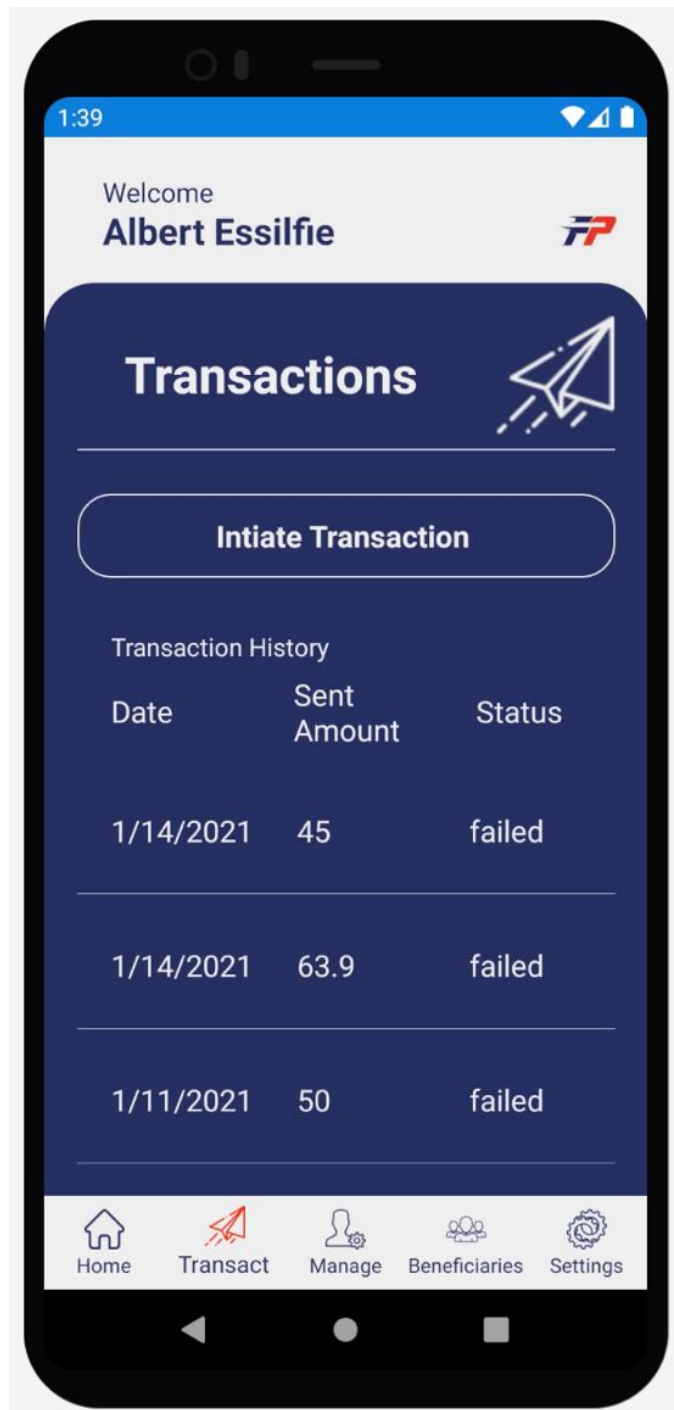 1:39
Welcome
Albert Essilfie
FP
Transactions
Intiate Transaction
Transaction History
Date Sent Amount Status
1/14/2021 45 failed
1/14/2021 63.9 failed
1/11/2021 50 failed
Home Transact Manage Beneficiaries Settings